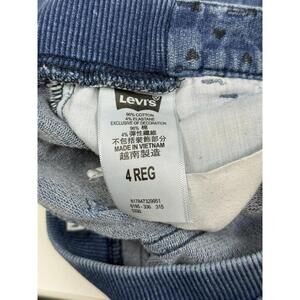 Levi's
96% COTTON
4% ELASTANE
EXCLUSIVE OF DECORATION
96% 棉
4% 彈性纖維
不包括裝飾部分
MADE IN VIETNAM
越南製造
4 REG